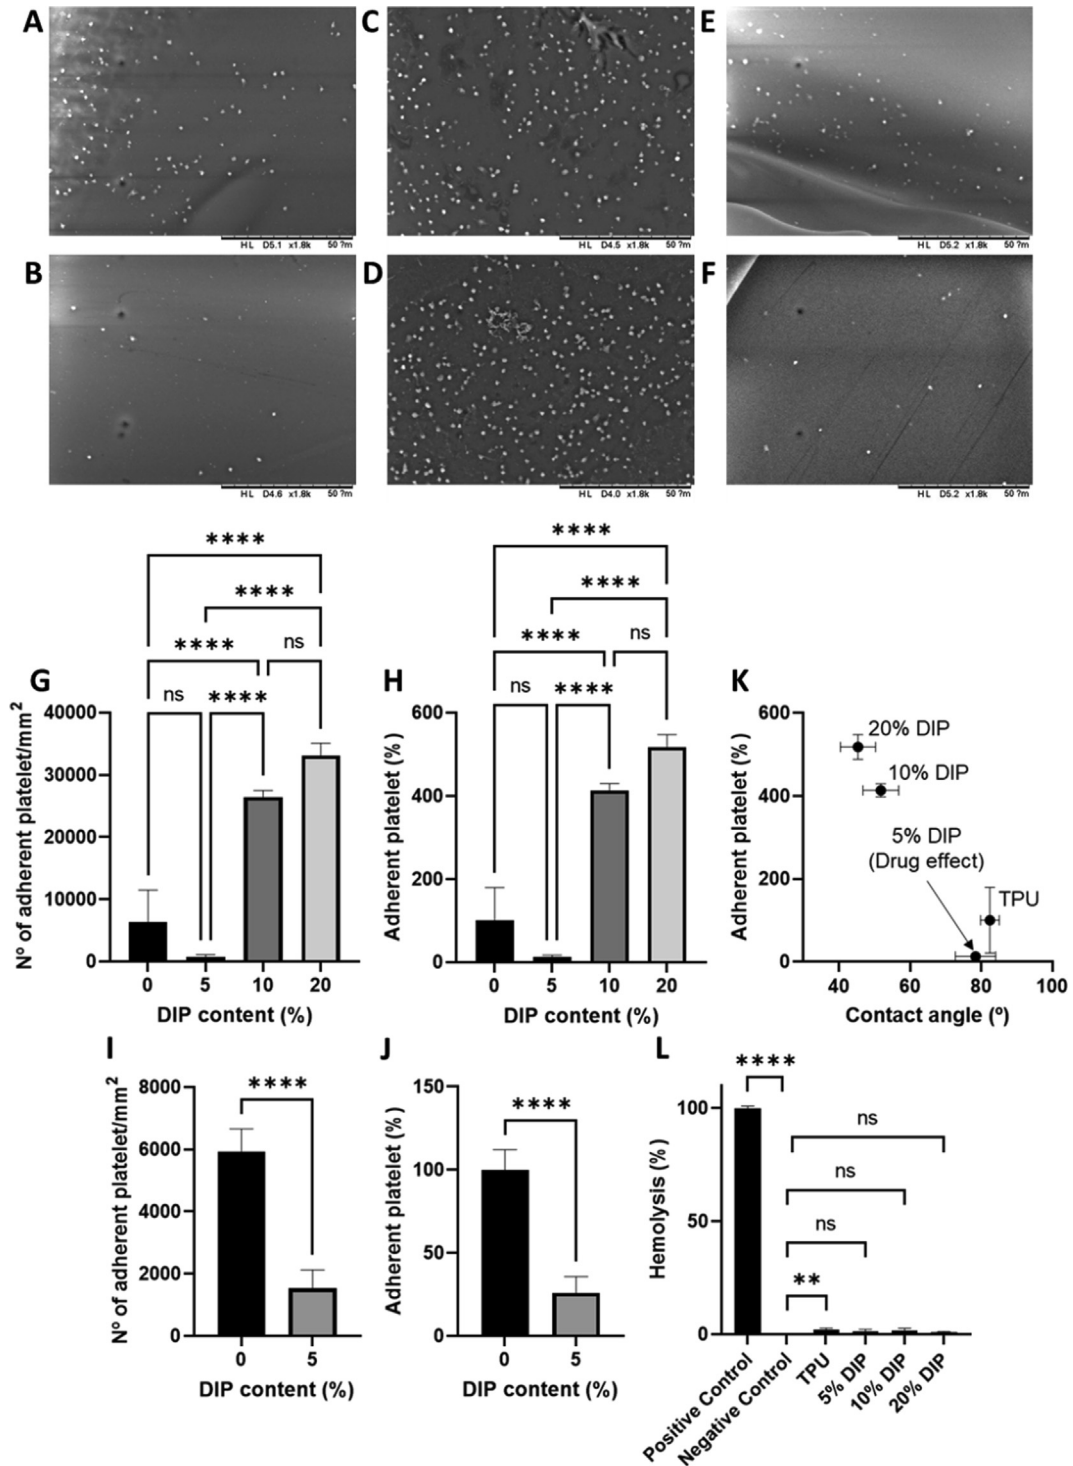 A
C
E
HL D5.1 x1.8k 50 ?m
HL D4.5 x1.8k 50 ?m
HL D5.2 x1.8k 50 ?m
B
D
F
HL D4.6 x1.8k 50 ?m
HL D4.0 x1.8k 50 ?m
HL D5.2 x1.8k 50 ?m
G
****
****
****
ns
ns
****
Nº of adherent platelet/mm²
40000
30000
20000
10000
0
0 5 10 20
DIP content (%)
H
****
****
****
ns
ns
****
Adherent platelet (%)
600
400
200
0
0 5 10 20
DIP content (%)
K
Adherent platelet (%)
600
400
200
0
20% DIP
10% DIP
5% DIP
(Drug effect)
TPU
40 60 80 100
Contact angle (º)
I
****
Nº of adherent platelet/mm²
8000
6000
4000
2000
0
0 5
DIP content (%)
J
****
Adherent platelet (%)
150
100
50
0
0 5
DIP content (%)
L
****
ns
ns
ns
**
Hemolysis (%)
100
50
0
Positive Control
Negative Control
TPU
5% DIP
10% DIP
20% DIP